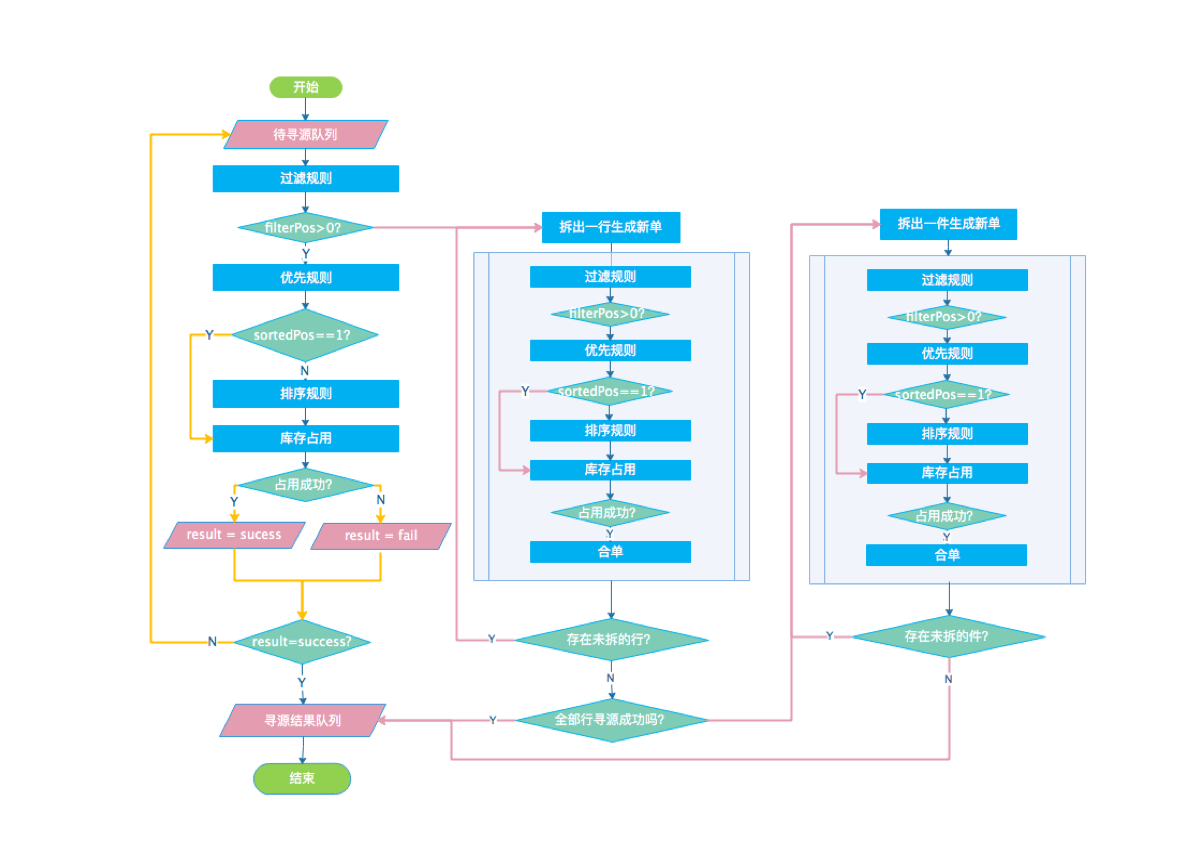 开始
待寻源队列
过滤规则
filterPos>0?
Y
优先规则
sortedPos==1?
Y
N
排序规则
库存占用
占用成功?
Y
N
result = sucess
result = fail
result=success?
N
Y
寻源结果队列
结束
拆出一行生成新单
过滤规则
filterPos>0?
优先规则
sortedPos==1?
Y
排序规则
库存占用
占用成功?
Y
合单
存在未拆的行?
Y
N
全部行寻源成功吗?
Y
拆出一件生成新单
过滤规则
filterPos>0?
优先规则
sortedPos==1?
Y
排序规则
库存占用
占用成功?
Y
合单
存在未拆的件?
Y
N